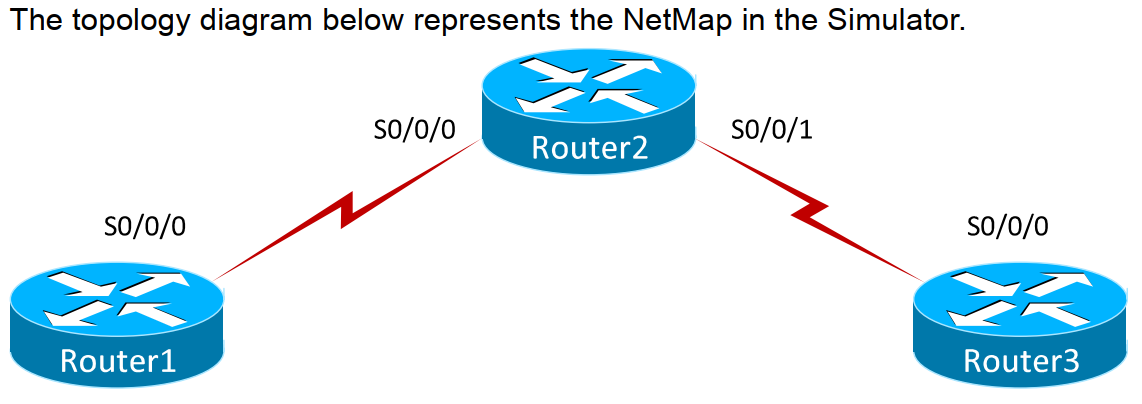 The topology diagram below represents the NetMap in the Simulator.
S0/0/0
Router2
S0/0/1
S0/0/0
S0/0/0
Router1
Router3